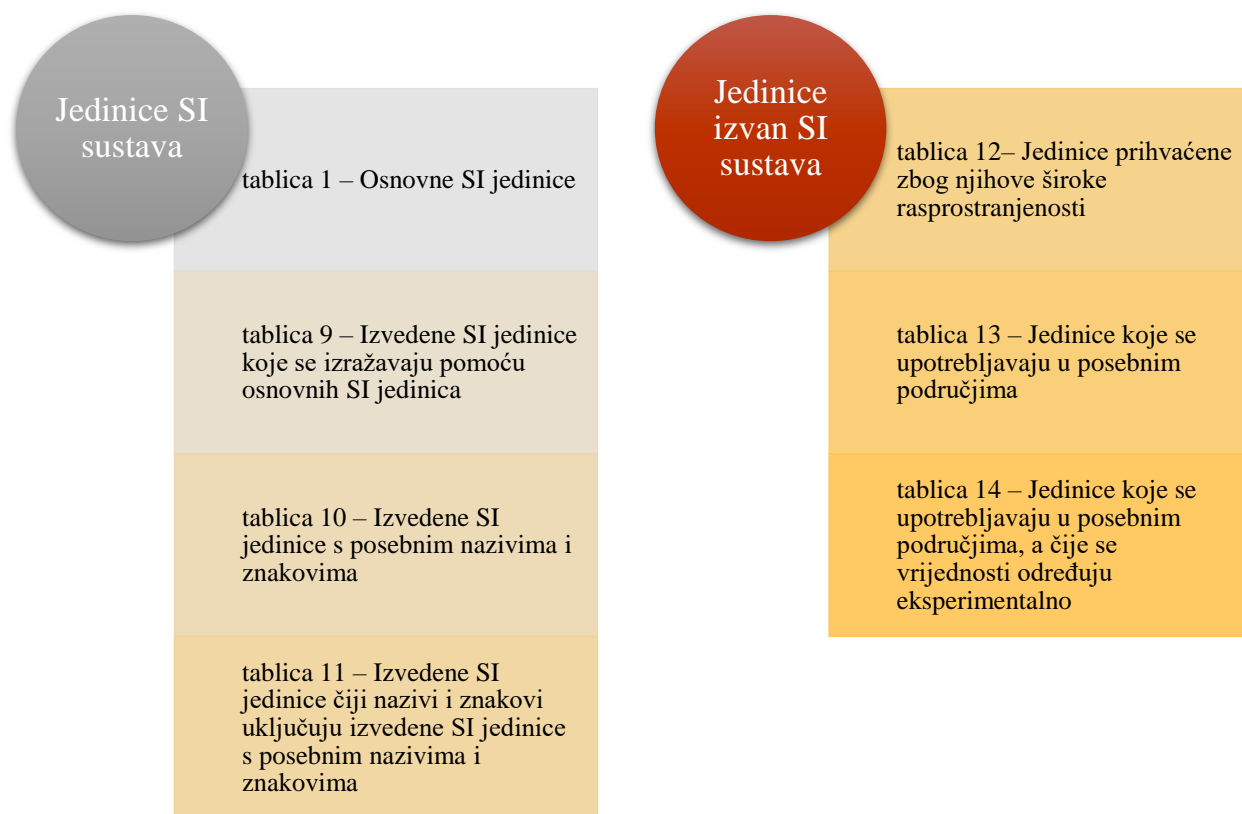 Jedinice SI
sustava
tablica 1 – Osnovne SI jedinice
tablica 9 – Izvedene SI jedinice
koje se izražavaju pomoću
osnovnih SI jedinica
tablica 10 – Izvedene SI
jedinice s posebnim nazivima i
znakovima
tablica 11 – Izvedene SI
jedinice čiji nazivi i znakovi
uključuju izvedene SI jedinice
s posebnim nazivima i
znakovima
Jedinice
izvan SI
sustava
tablica 12– Jedinice prihvaćene
zbog njihove široke
rasprostranjenosti
tablica 13 – Jedinice koje se
upotrebljavaju u posebnim
područjima
tablica 14 – Jedinice koje se
upotrebljavaju u posebnim
područjima, a čije se
vrijednosti određuju
eksperimentalno